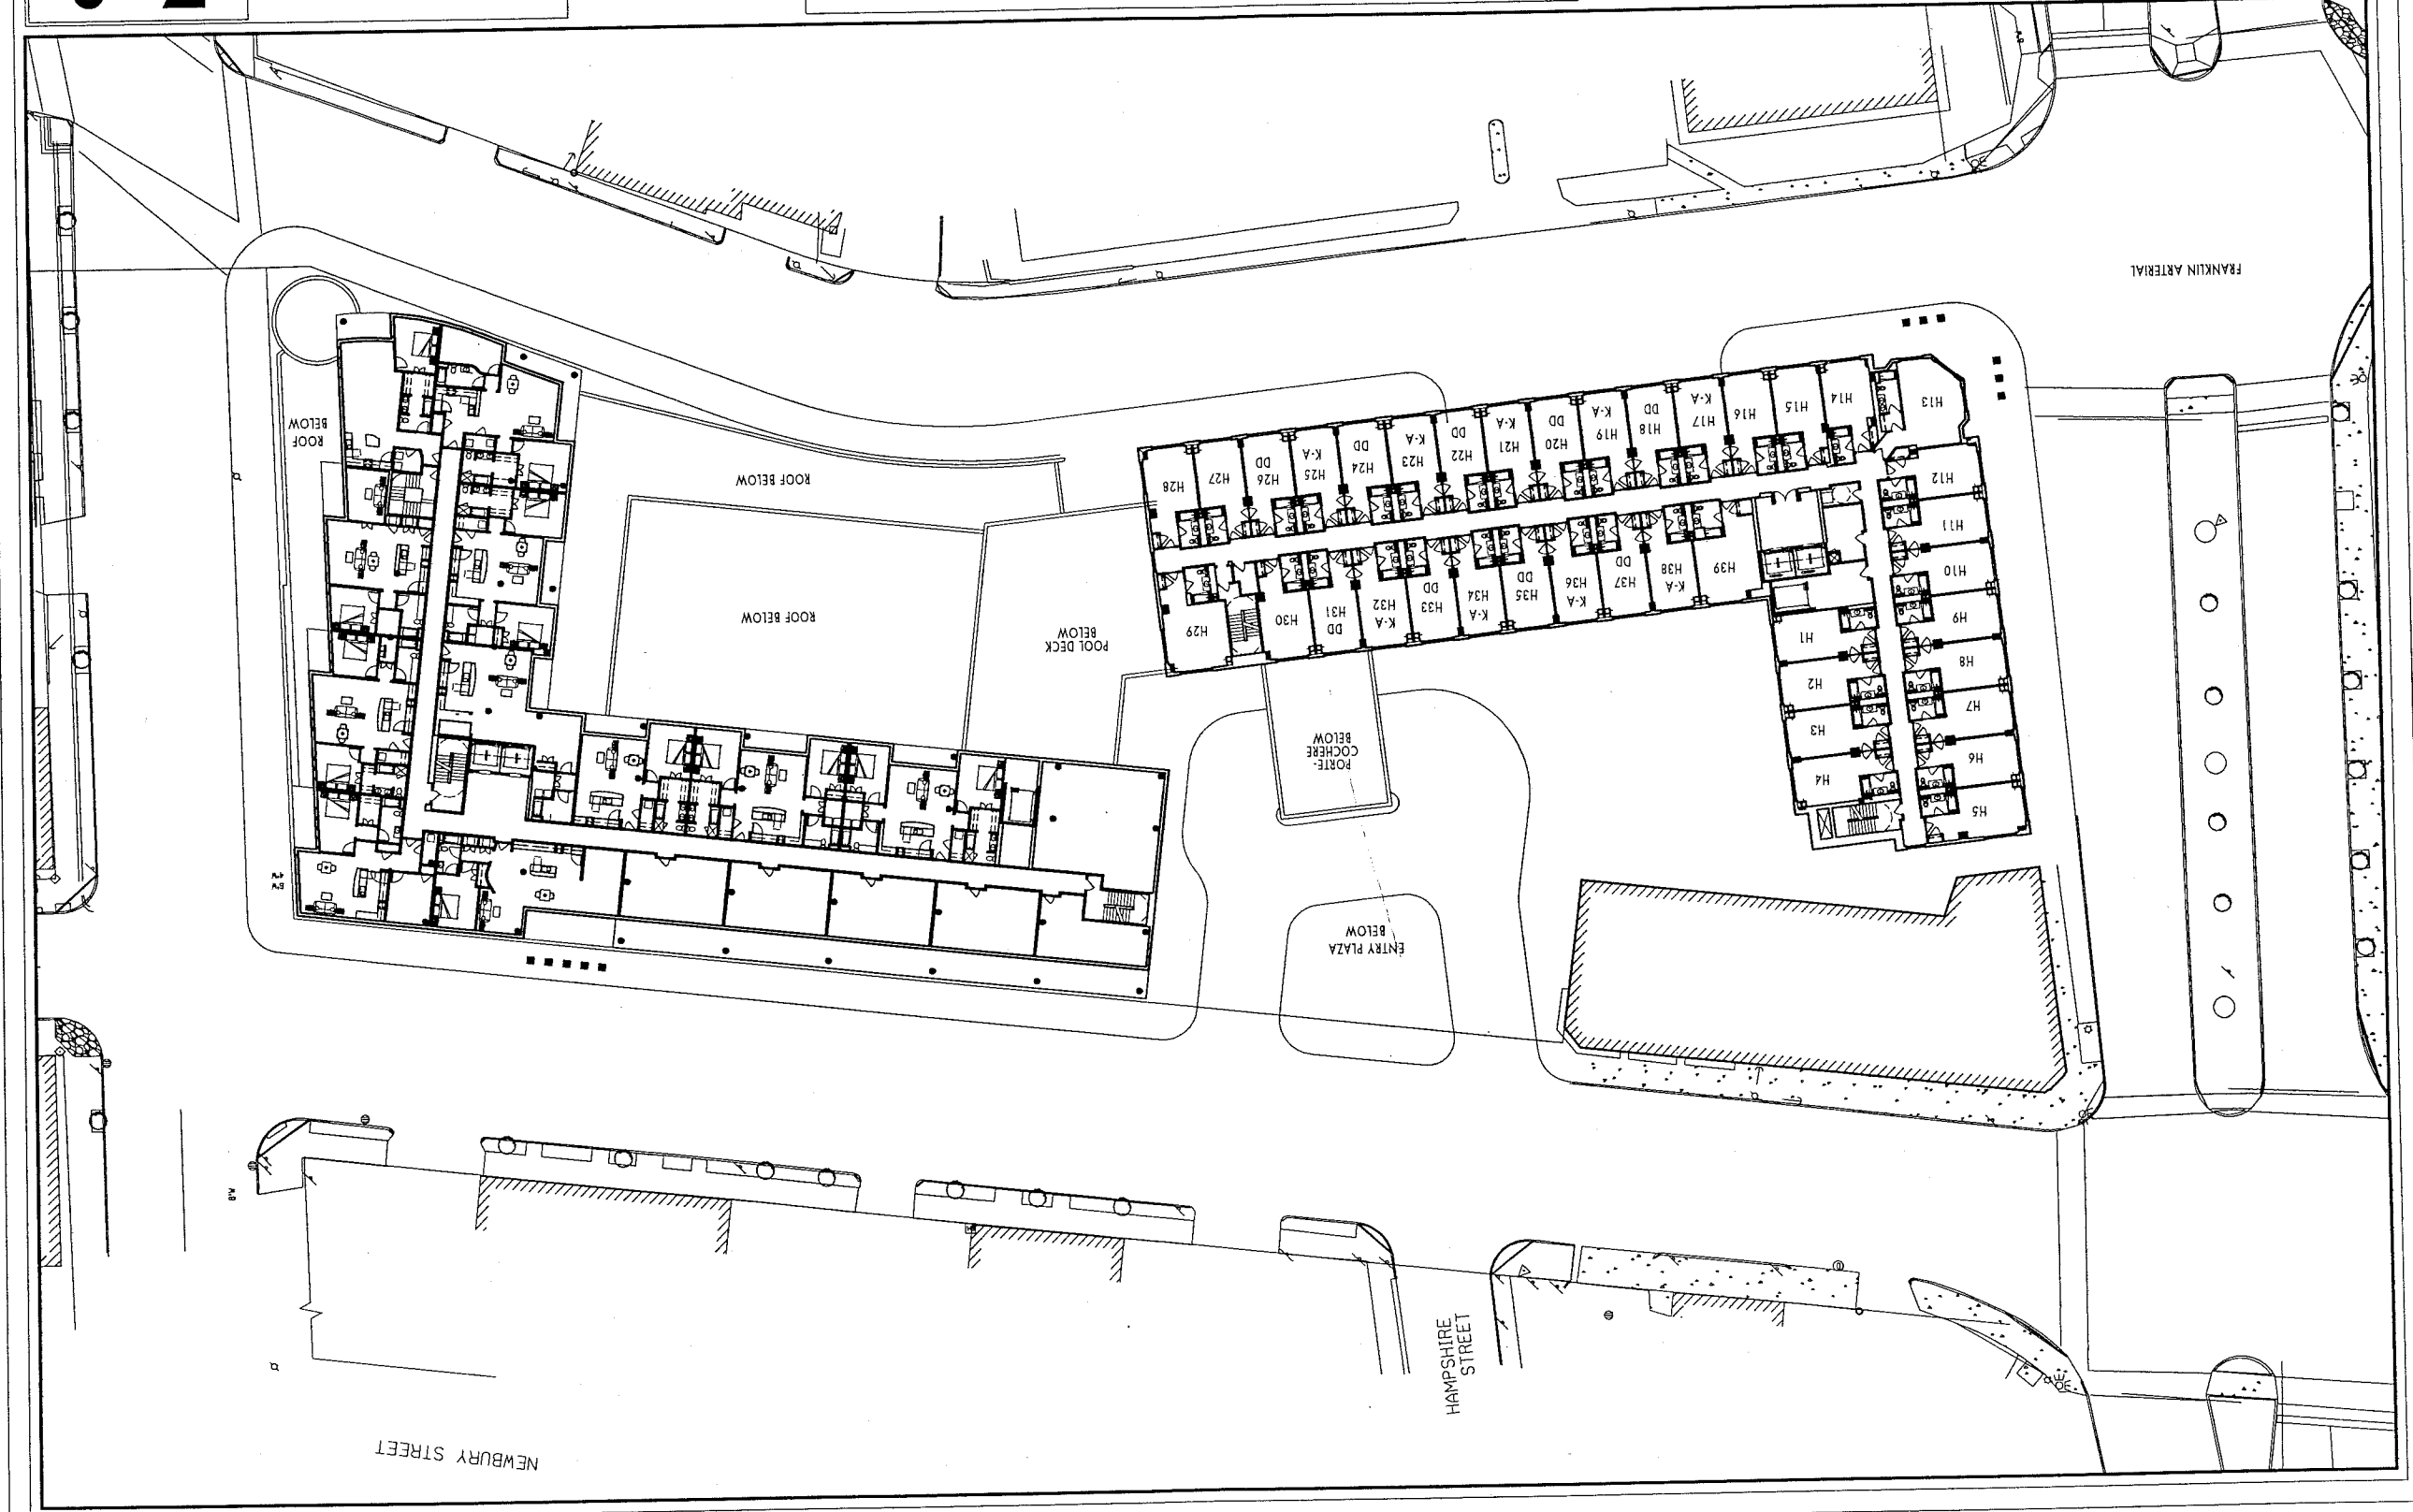 NEWBURY STREET
HAMPSHIRE
STREET
ENTRY PLAZA
BELOW
PORTE-
COCHERE
BELOW
POOL DECK
BELOW
ROOF BELOW
ROOF BELOW
ROOF
BELOW
H1
H2
H3
H4
H5
H6
H7
H8
H9
H10
H11
H12
H13
H14
H15
H16
H17
K-A
H18
DD
H19
K-A
H20
DD
H21
K-A
H22
DD
H23
K-A
H24
DD
H25
K-A
H26
DD
H27
H28
H29
H30
DD
H31
K-A
H32
H33
DD
K-A
H34
H35
DD
K-A
H36
H37
DD
K-A
H38
H39
FRANKLIN ARTERIAL